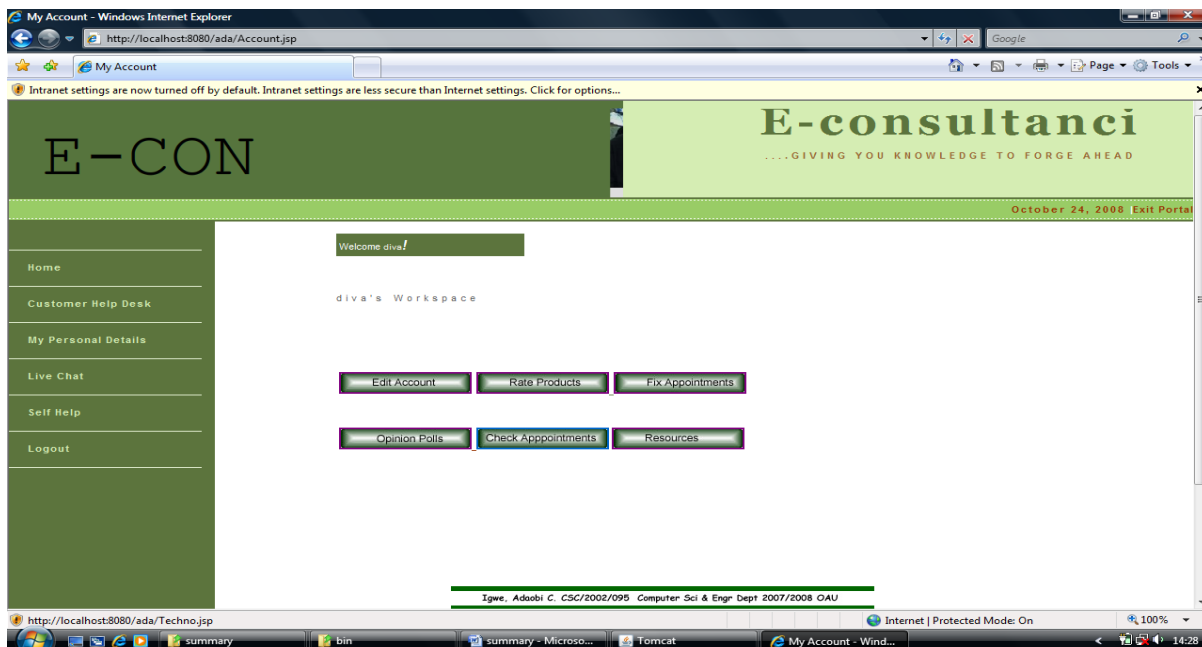 My Account - Windows Internet Explorer
http://localhost:8080/ada/Account.jsp
Google
My Account
Page Tools
Intranet settings are now turned off by default. Intranet settings are less secure than Internet settings. Click for options...
E-CON
E-consultanci
....GIVING YOU KNOWLEDGE TO FORGE AHEAD
October 24, 2008 |Exit Portal
Welcome diva!
Home
diva's Workspace
Customer Help Desk
My Personal Details
Live Chat
Edit Account Rate Products Fix Appointments
Self Help
Opinion Polls Check Apppointments Resources
Logout
Igwe, Adaobi C. CSC/2002/095 Computer Sci & Engr Dept 2007/2008 OAU
http://localhost:8080/ada/Techno.jsp
Internet | Protected Mode: On
100%
summary
bin
summary - Microso...
Tomcat
My Account - Wind...
14:28